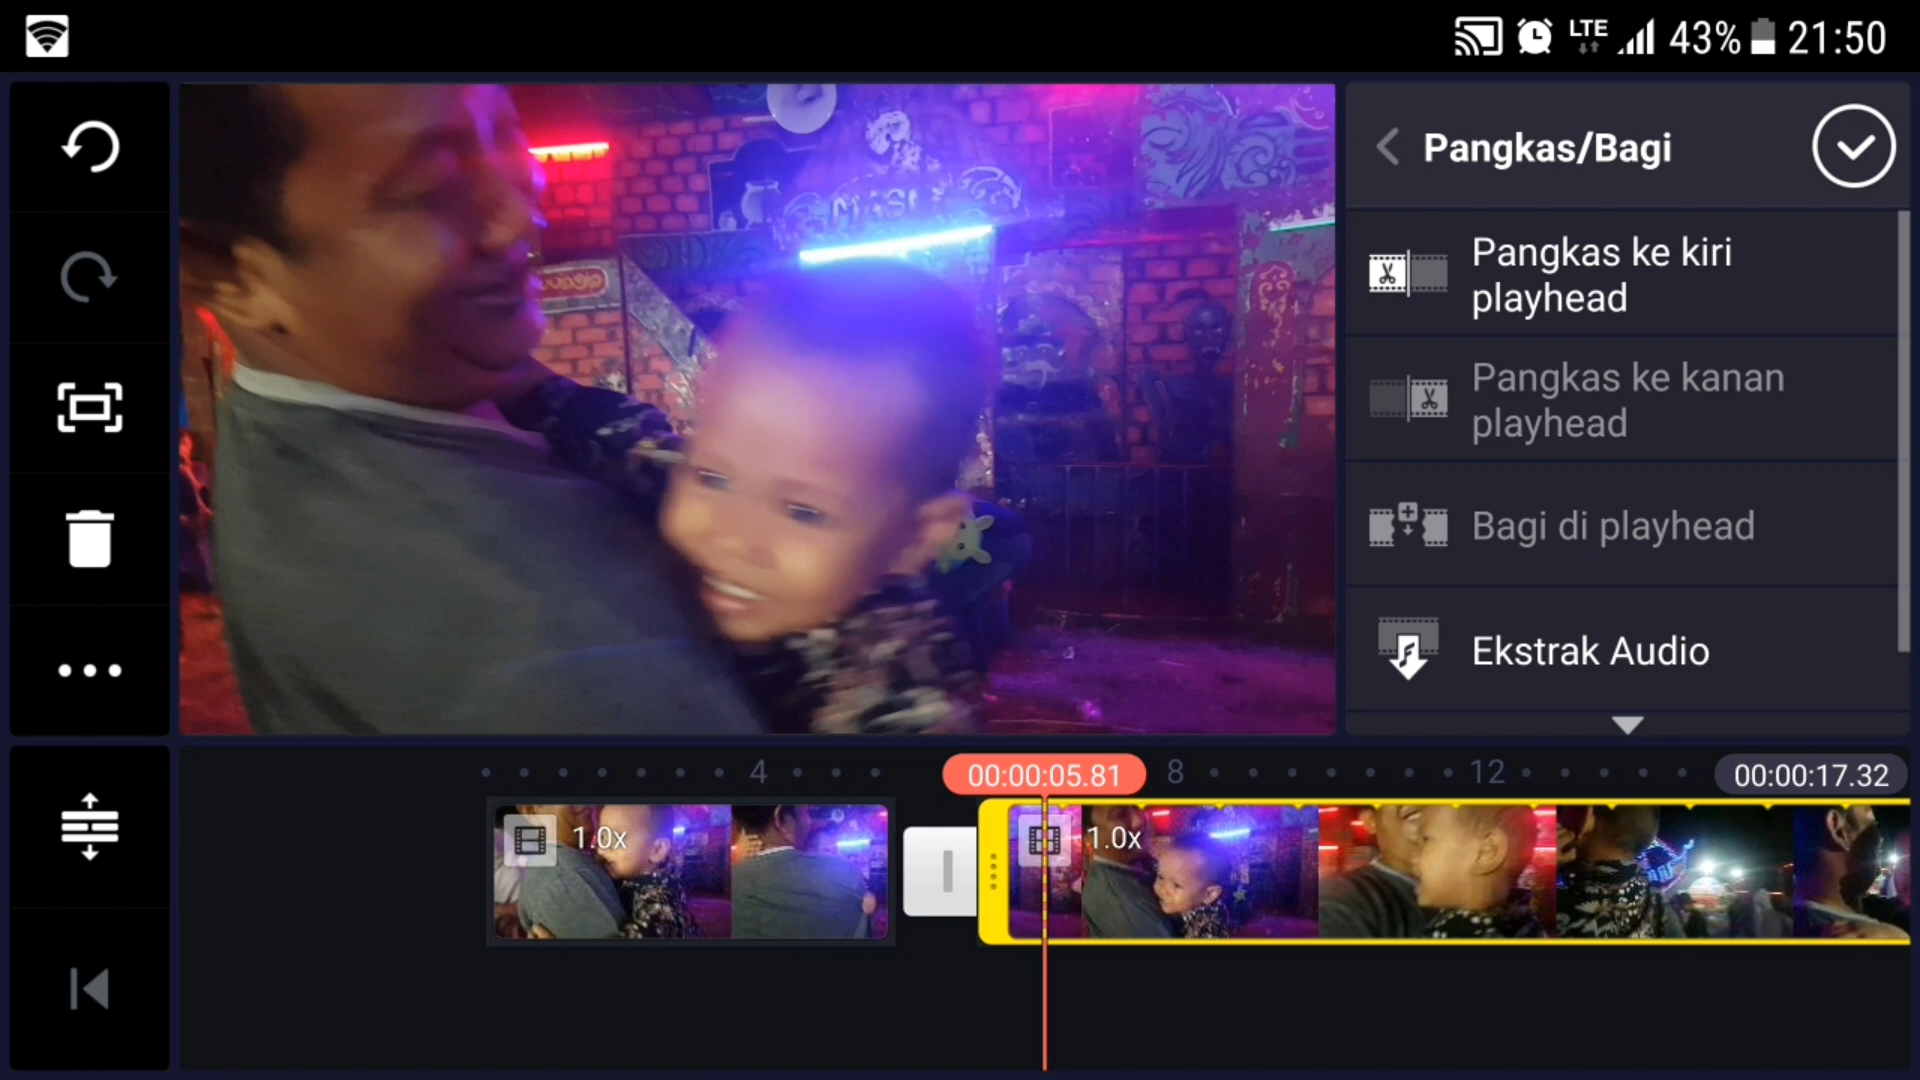 LTE 43% 21:50
Pangkas/Bagi
Pangkas ke kiri
playhead
Pangkas ke kanan
playhead
Bagi di playhead
Ekstrak Audio
4 00:00:05.81 8 12 00:00:17.32
1.0x 1.0x